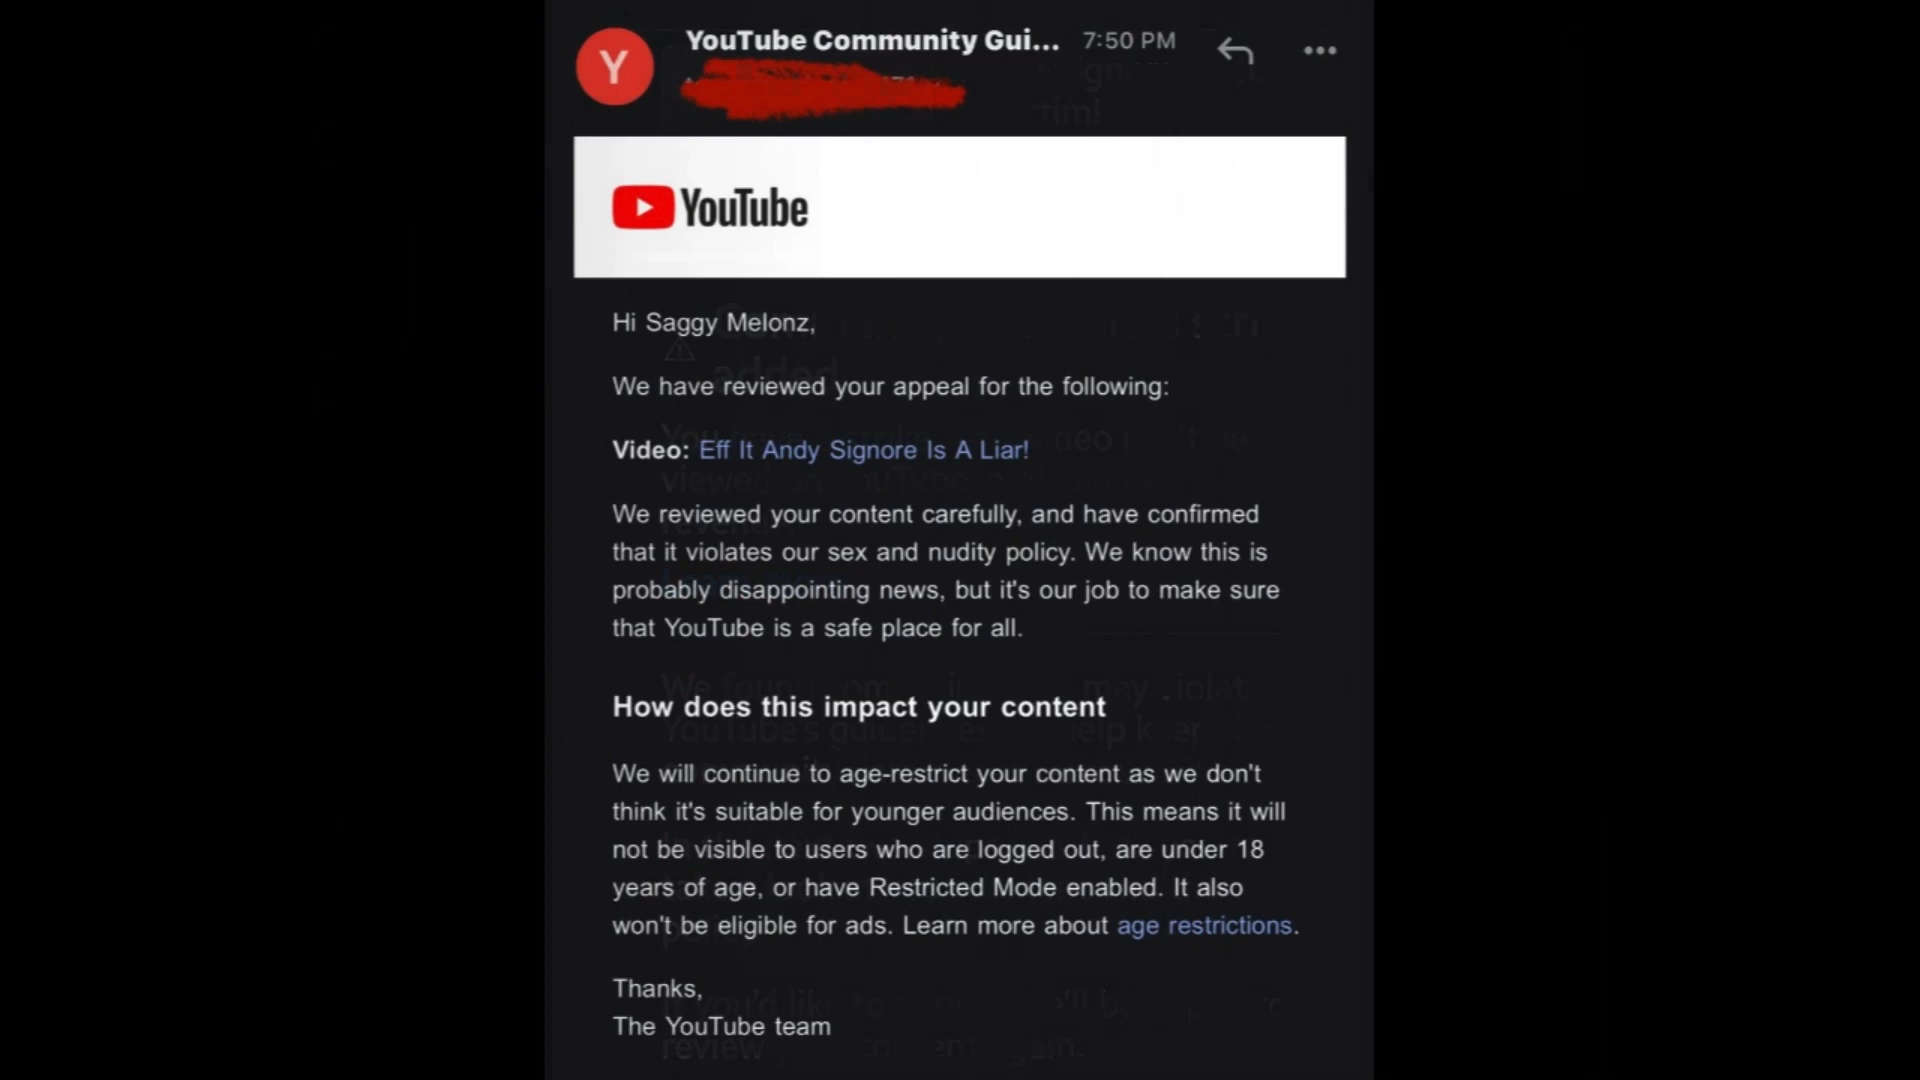 Y
YouTube Community Gui...
7:50 PM
YouTube
Hi Saggy Melonz,
We have reviewed your appeal for the following:
Video: Eff It Andy Signore Is A Liar!
We reviewed your content carefully, and have confirmed
that it violates our sex and nudity policy. We know this is
probably disappointing news, but it's our job to make sure
that YouTube is a safe place for all.
How does this impact your content
We will continue to age-restrict your content as we don't
think it's suitable for younger audiences. This means it will
not be visible to users who are logged out, are under 18
years of age, or have Restricted Mode enabled. It also
won't be eligible for ads. Learn more about age restrictions.
Thanks,
The YouTube team